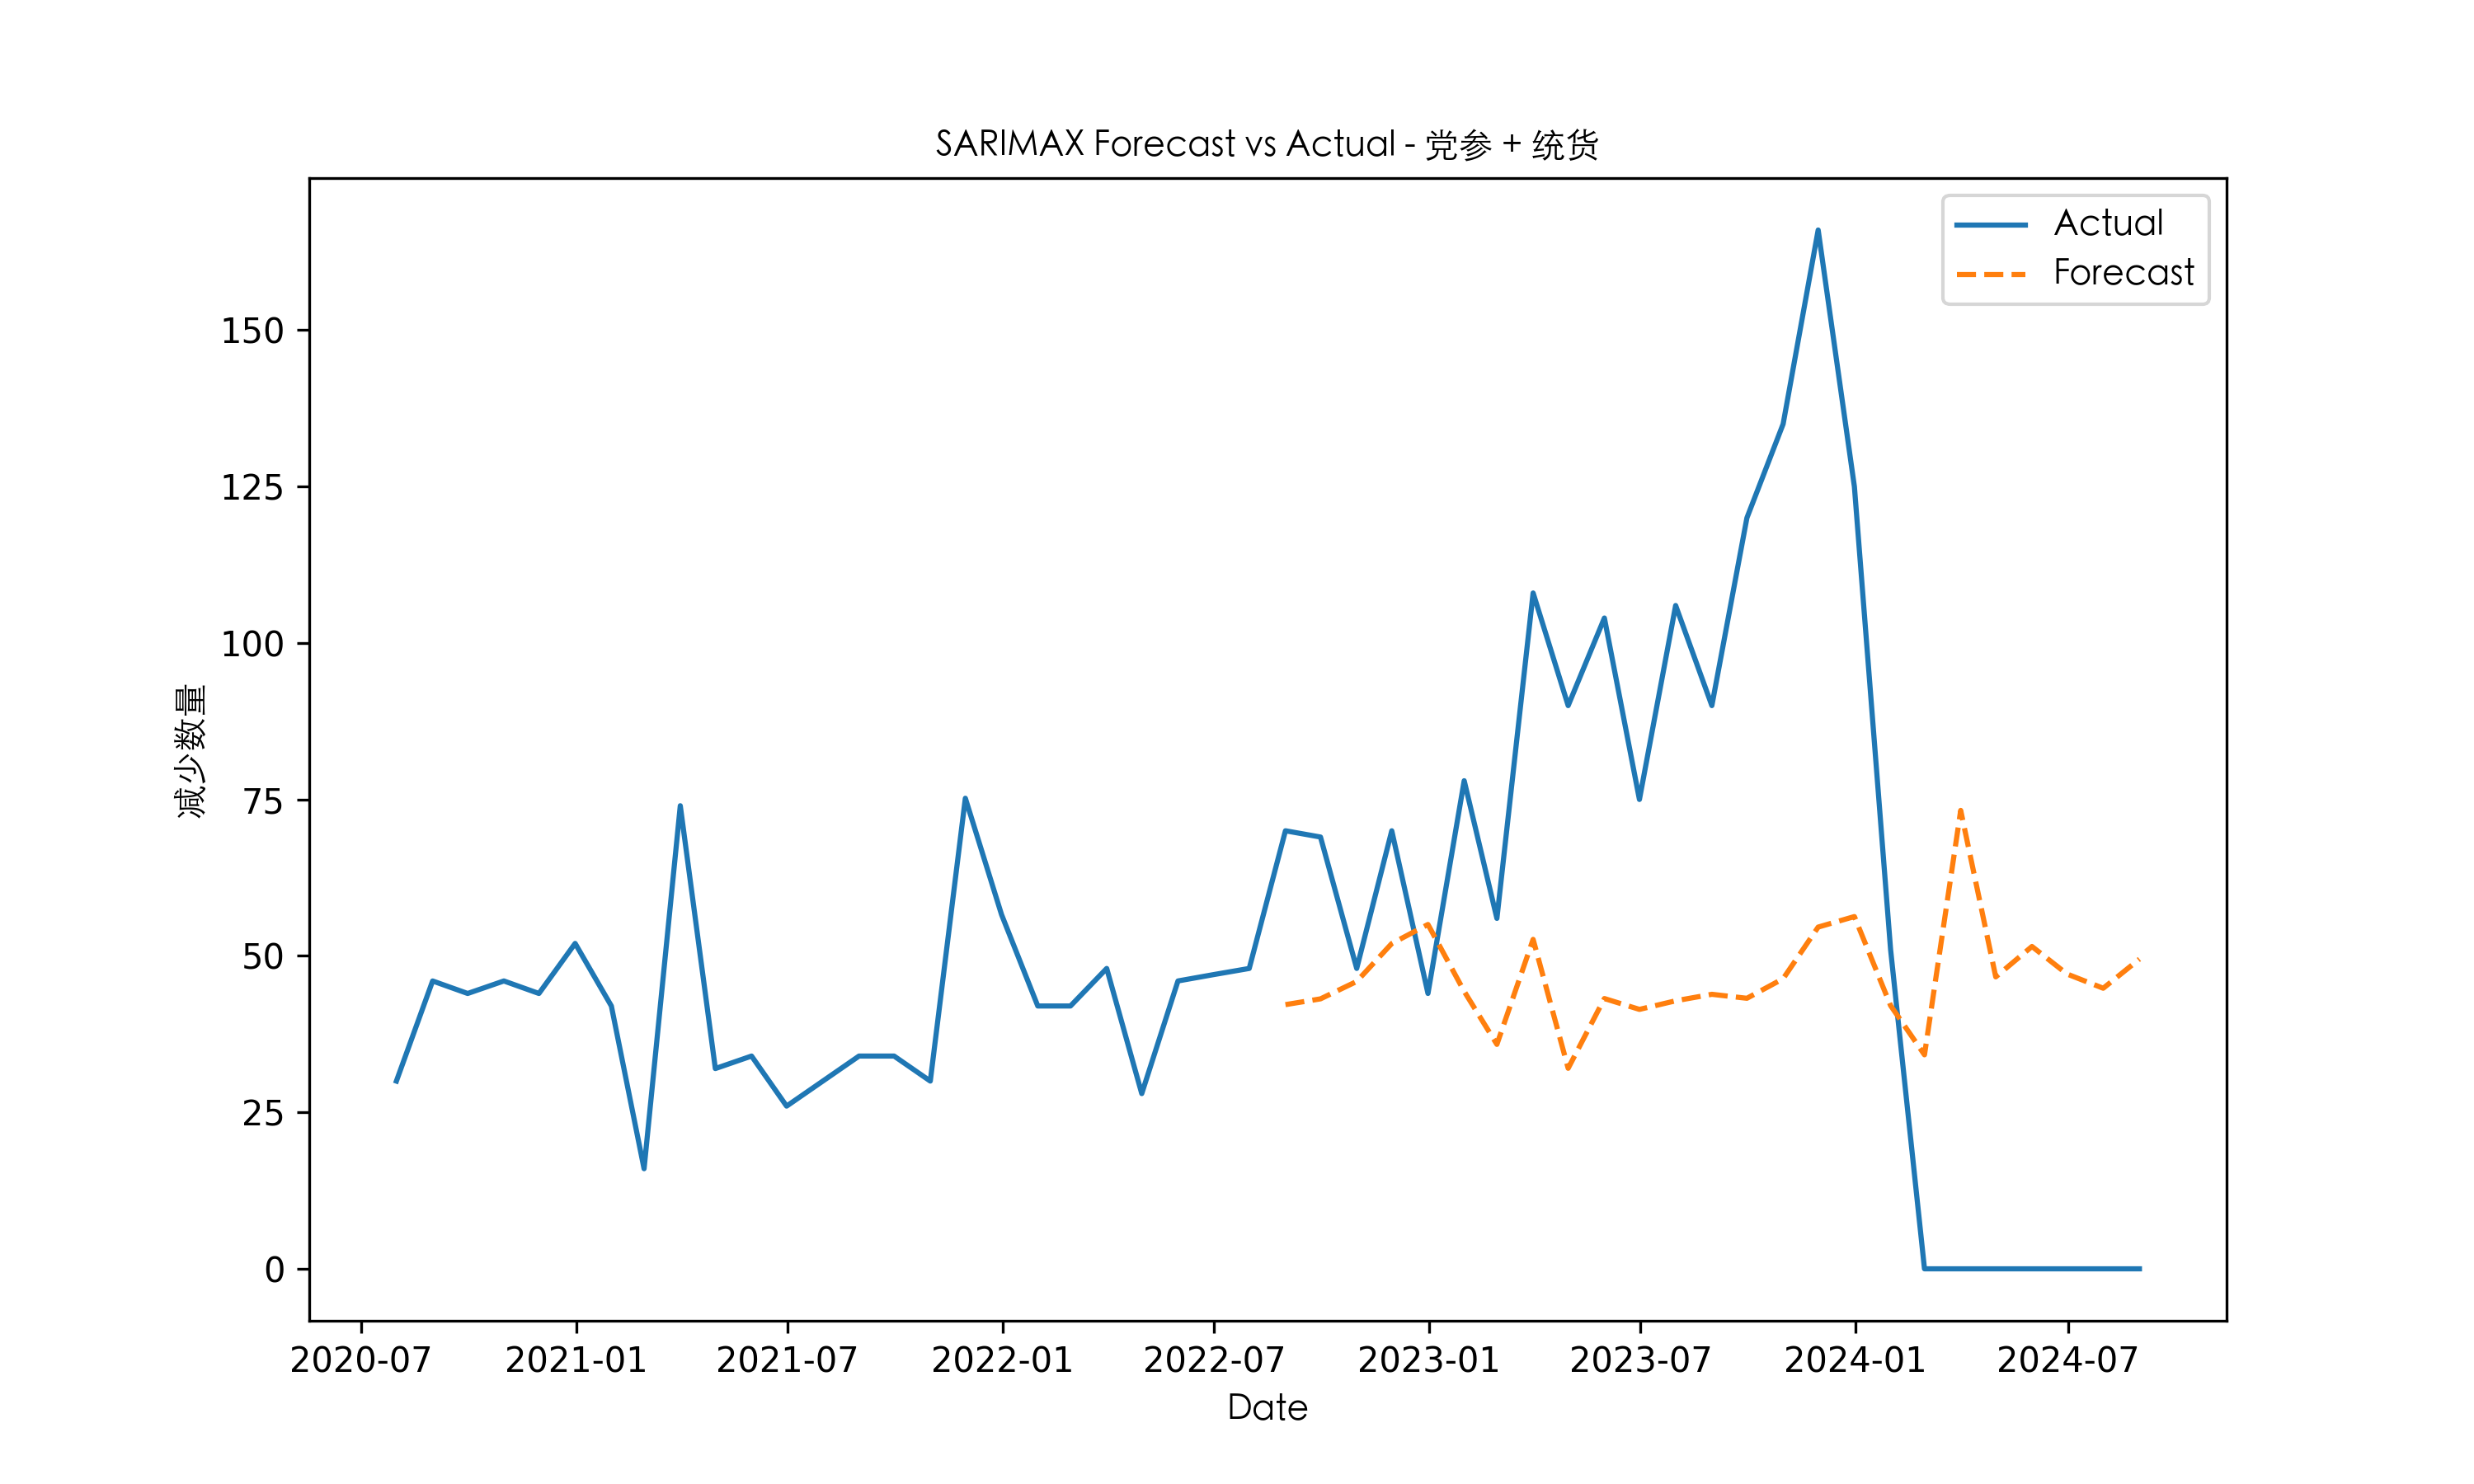 SARIMAX Forecast vs Actual - 党参 + 统货
Actual
Forecast
减少数量
150
125
100
75
50
25
0
2020-07 2021-01 2021-07 2022-01 2022-07 2023-01 2023-07 2024-01 2024-07
Date